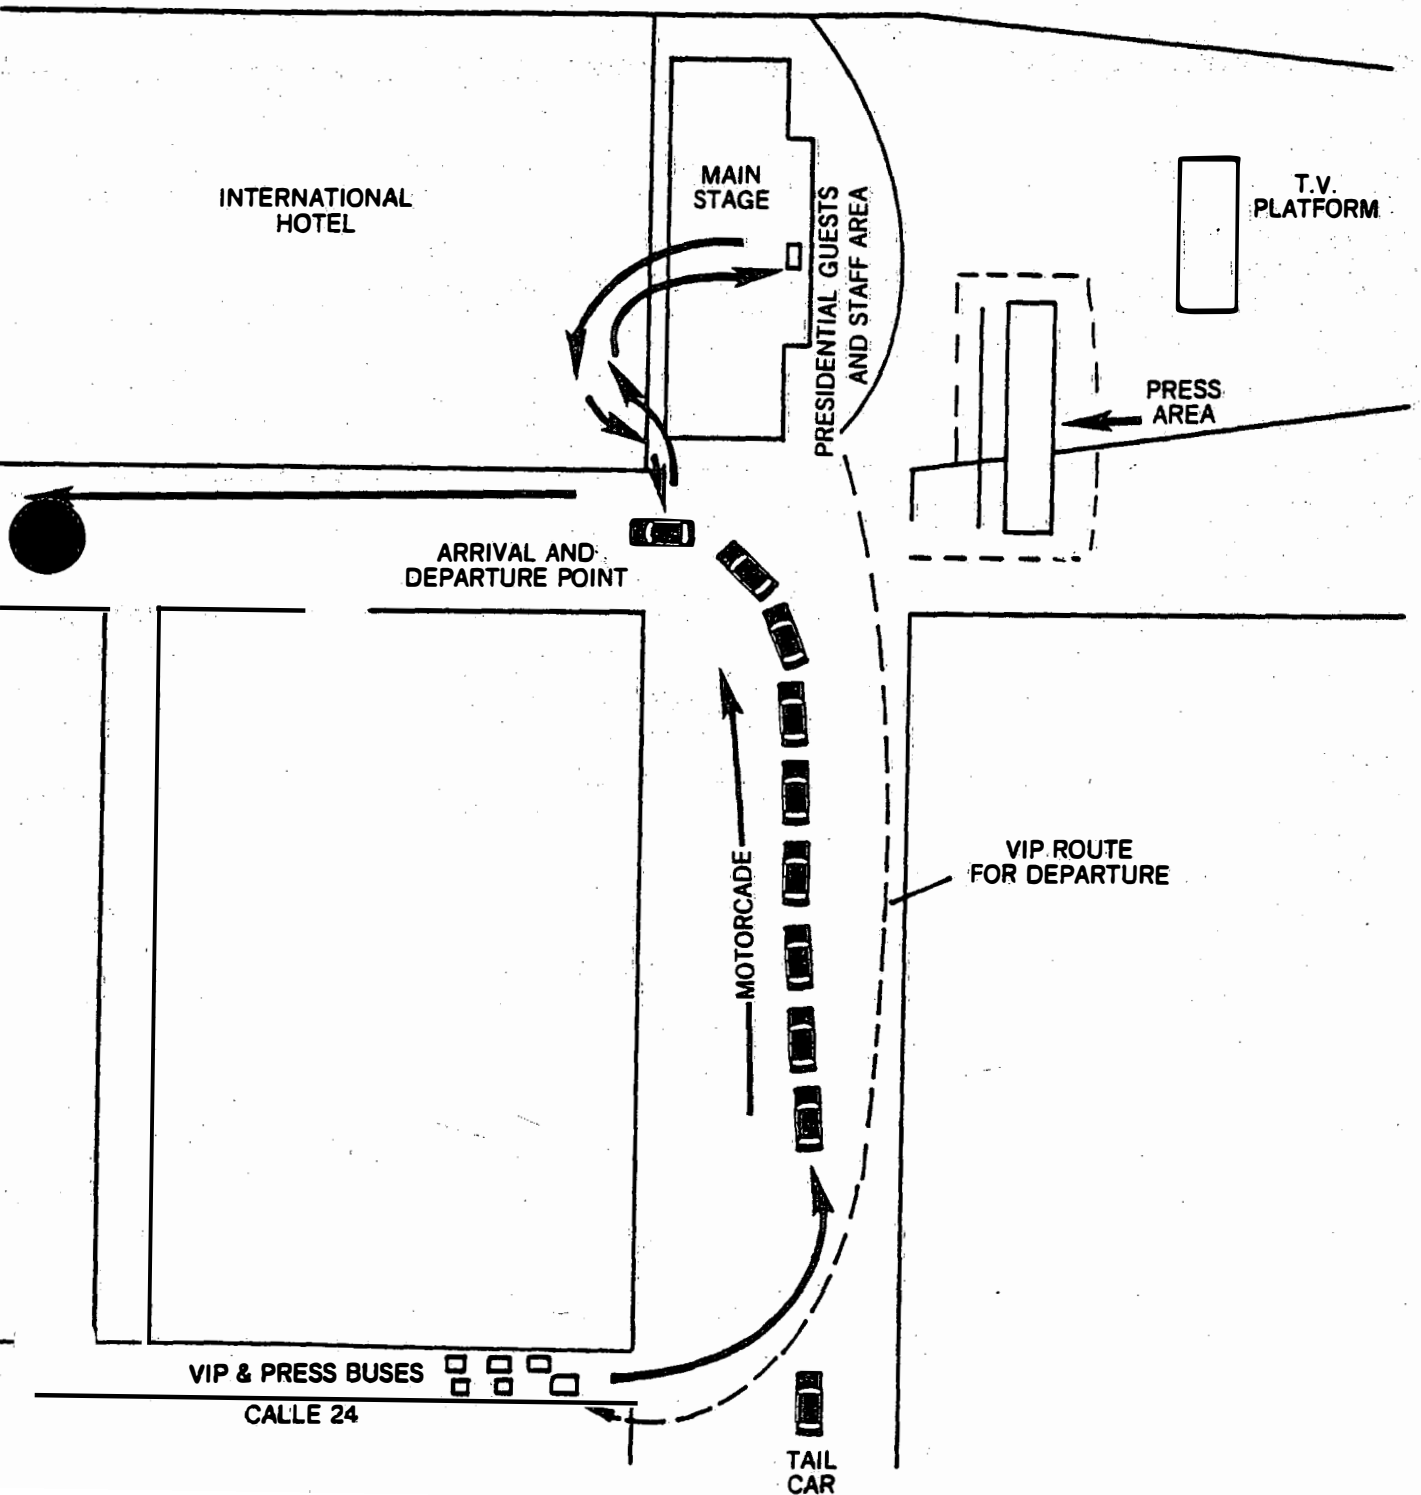 INTERNATIONAL
HOTEL
MAIN
STAGE
PRESIDENTIAL GUESTS
AND STAFF AREA
T.V.
PLATFORM
PRESS
AREA
ARRIVAL AND
DEPARTURE POINT
MOTORCADE
VIP ROUTE
FOR DEPARTURE
VIP & PRESS BUSES
CALLE 24
TAIL
CAR